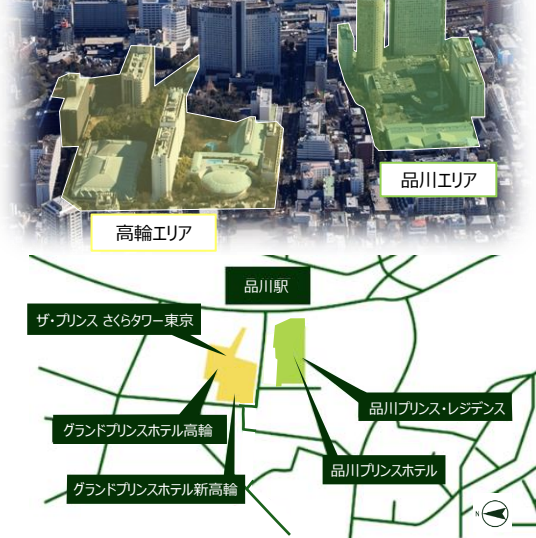 品川エリア
高輪エリア
品川駅
ザ・プリンス さくらタワー東京
品川プリンス・レジデンス
グランドプリンスホテル高輪
品川プリンスホテル
グランドプリンスホテル新高輪
N